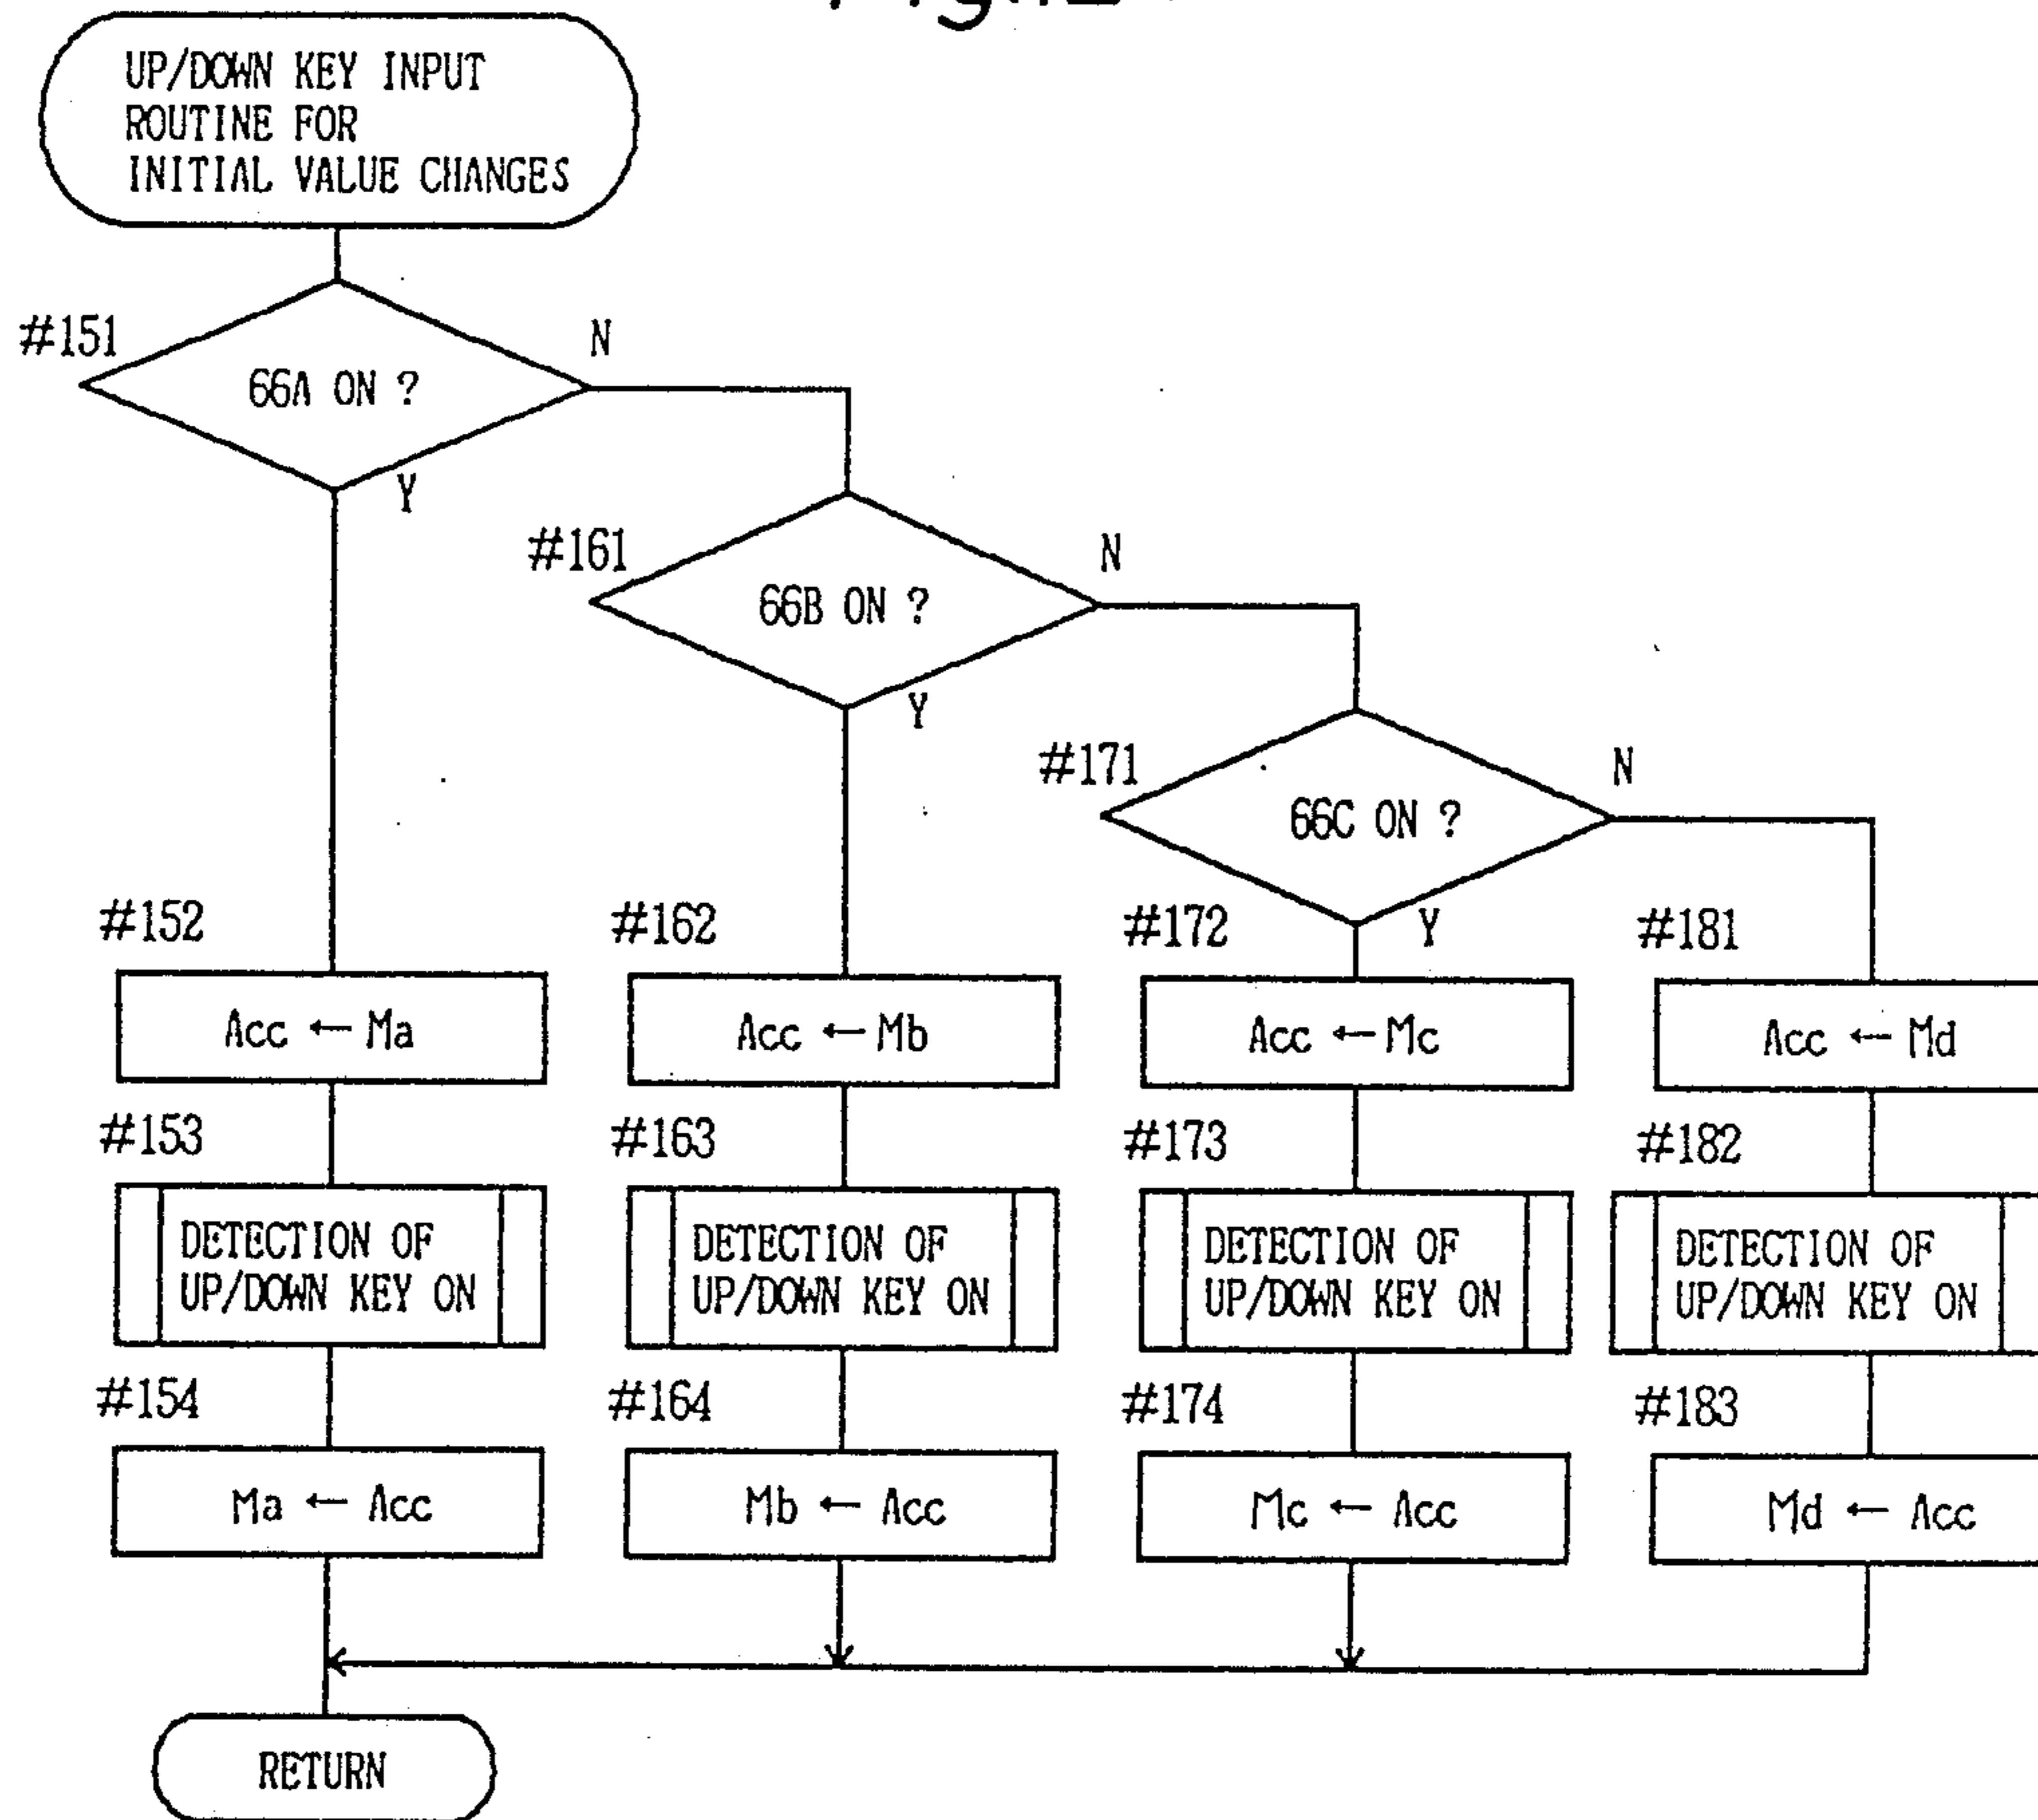 UP/DOWN KEY INPUT
ROUTINE FOR
INITIAL VALUE CHANGES
#151
66A ON ?
N
Y
#161
66B ON ?
N
Y
#171
66C ON ?
N
Y
#152
#162
#172
#181
Acc ← Ma
Acc ← Mb
Acc ← Mc
Acc ← Md
#153
#163
#173
#182
DETECTION OF
UP/DOWN KEY ON
DETECTION OF
UP/DOWN KEY ON
DETECTION OF
UP/DOWN KEY ON
DETECTION OF
UP/DOWN KEY ON
#154
#164
#174
#183
Ma ← Acc
Mb ← Acc
Mc ← Acc
Md ← Acc
RETURN